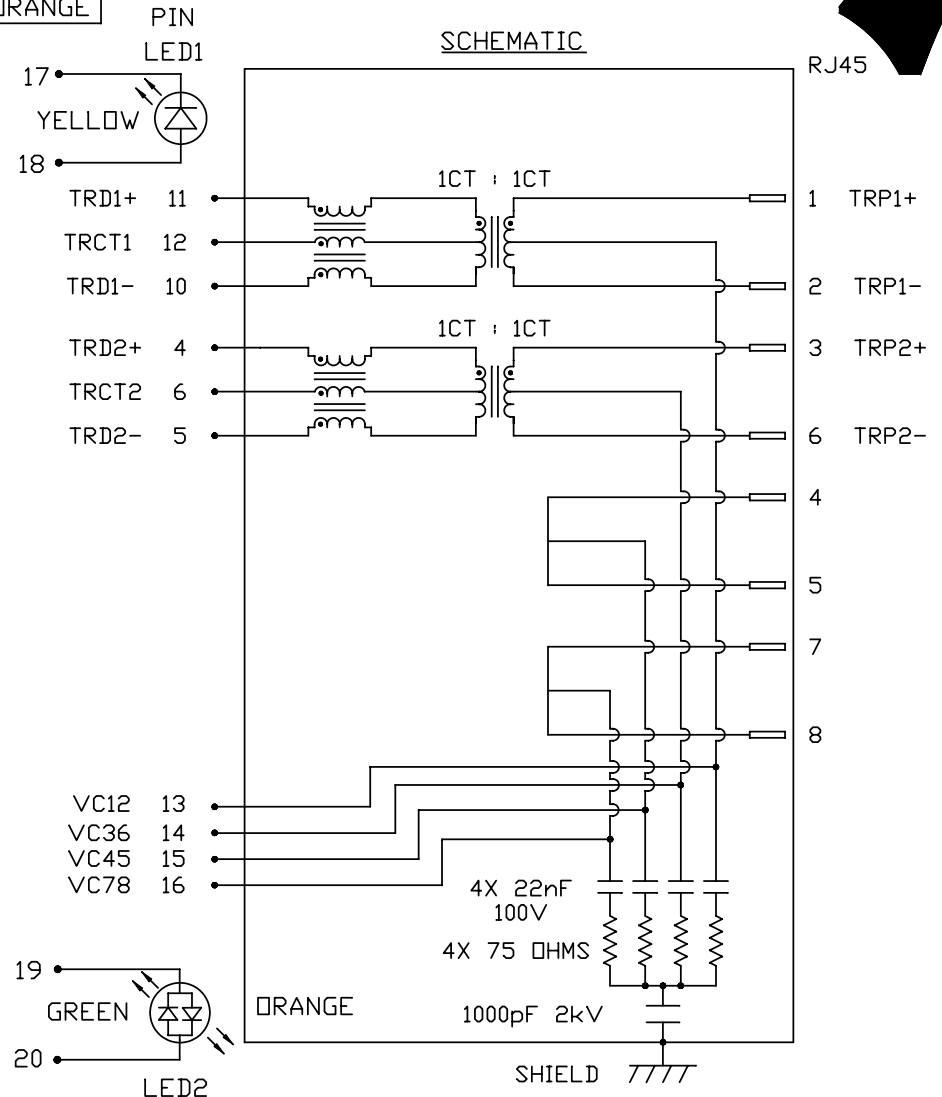 ORANGE
PIN
LED1
SCHEMATIC
RJ45
17
YELLOW
18
1CT : 1CT
TRD1+ 11
1 TRP1+
TRCT1 12
TRD1- 10
2 TRP1-
1CT : 1CT
TRD2+ 4
3 TRP2+
TRCT2 6
TRD2- 5
6 TRP2-
4
5
7
8
VC12 13
VC36 14
VC45 15
VC78 16
4X 22nF
100V
4X 75 OHMS
19
GREEN
ORANGE
1000pF 2kV
20
SHIELD
LED2